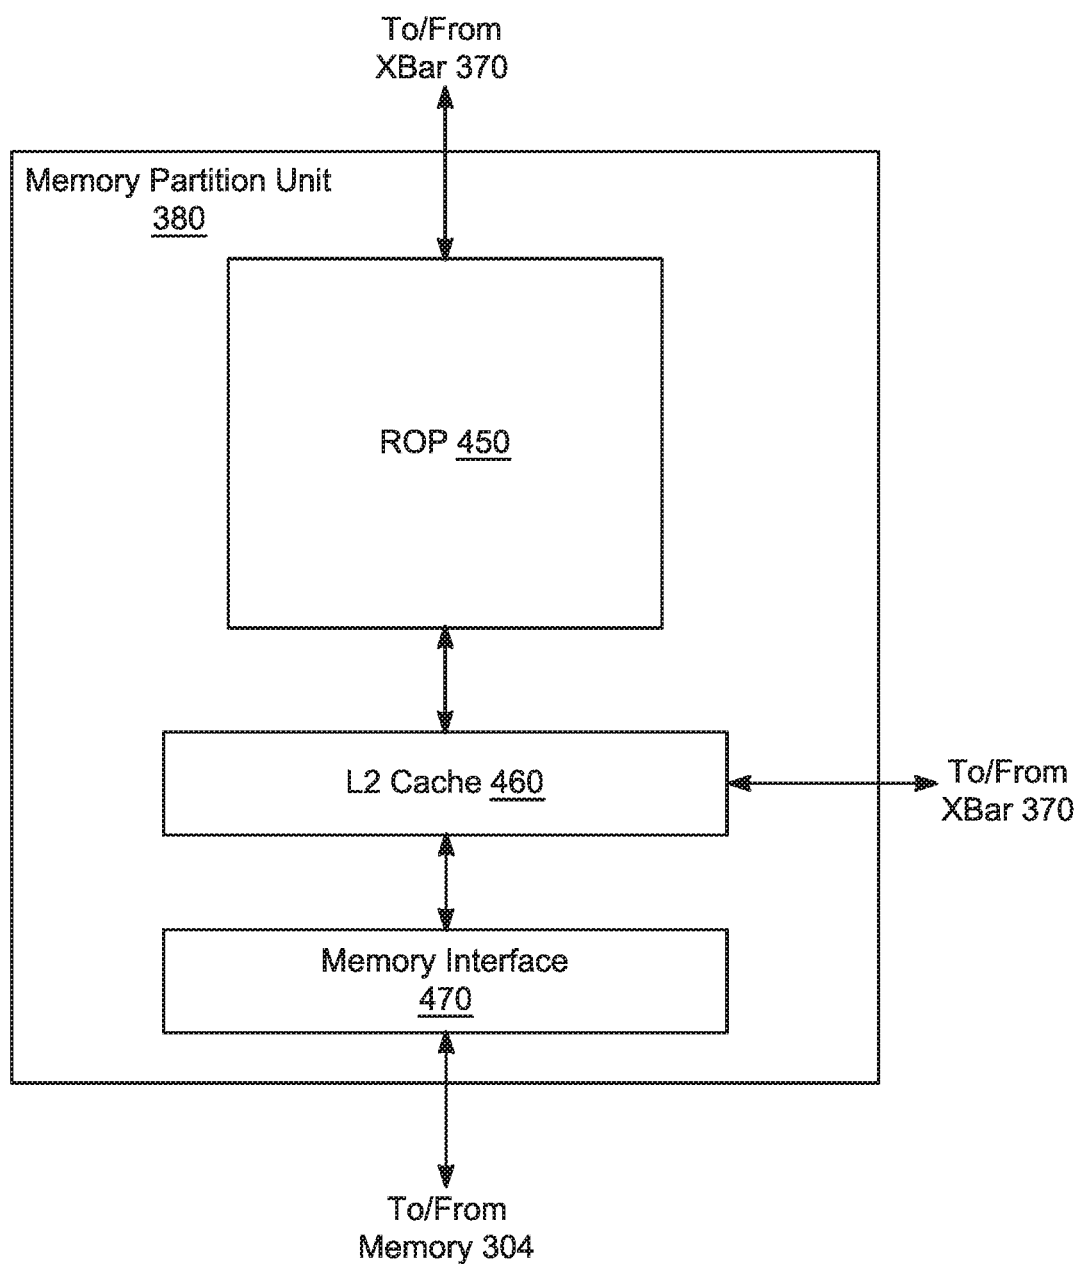 To/From
XBar 370
Memory Partition Unit
380
ROP 450
L2 Cache 460
To/From
XBar 370
Memory Interface
470
To/From
Memory 304